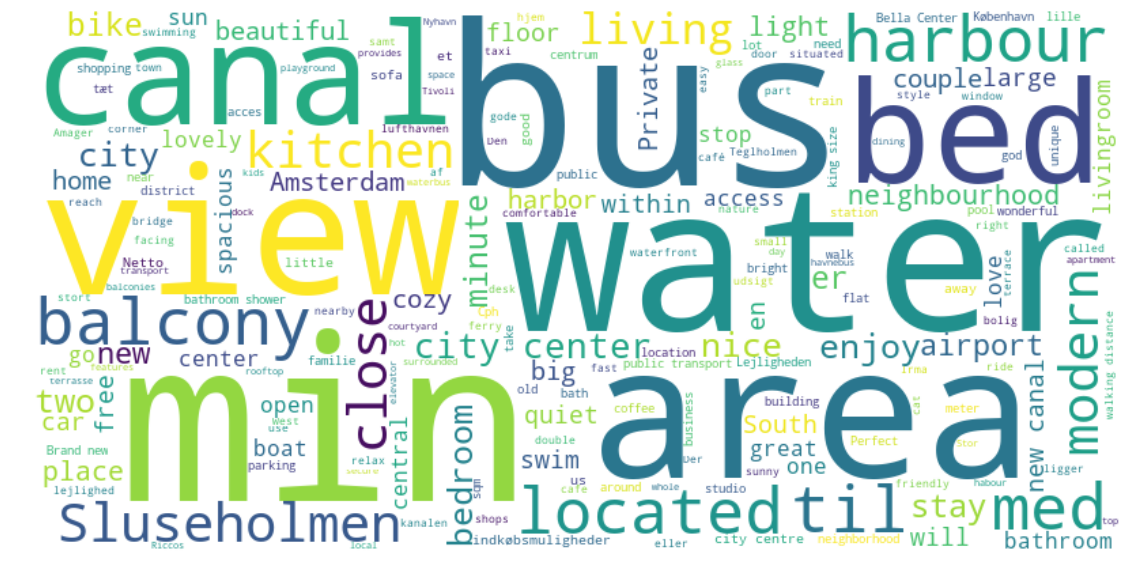 bike
sun
swimming
beautiful
canal
shopping
town
playground
tæt
acces
Nyhavn
et
samt
provides
sofa
space
Tivoli
hjem
taxi
floor
centrum
living
light
lot
door
need
situated
glass
Bella Center
København
lille
harbour
bus
Private
easy
part
train
couple
large
style
window
bed
dining
god
unique
livingroom
Amager
corner
lovely
lufthavnen
gode
Den
good
stop
café
Teglholmen
public
king size
city
kitchen
kids
af
waterbus
home
near
district
Amsterdam
reach
bridge
spacious
dock
facing
view
Netto
transport
little
balconies
stort
bathroom shower
minute
harbor
within
access
comfortable
nature
neighbourhood
station
pool
wonderful
right
called
apartment
water
waterfront
small
day
bright
walk
havnebus
udsigt
flat
er
away
love
terrace
bolig
modern
walking distance
balcony
nearby
close
cozy
courtyard
desk
Cph
ferry
take
en
go
new
center
familie
not
city center
surrounded
location
nice
public transport
Lejligheden
enjoy
airport
rent
features
terrasse
rooftop
elevator
two
car
free
open
min
big
old
fast
bath
area
building
Irma
ride
cat
meter
new canal
West
use
boat
parking
relax
central
bedroom
quiet
coffee
business
double
South
great
Perfect
Stor
one
sunny
Brand new
place
lejlighed
swim
us
Der
ligger
sqm
cafe
around
whole
studio
friendly
habour
Sluseholmen
kanalen
shops
located
til
stay
med
top
Riccos
local
indkøbsmuligheder
eller
city centre
neighborhood
will
bathroom